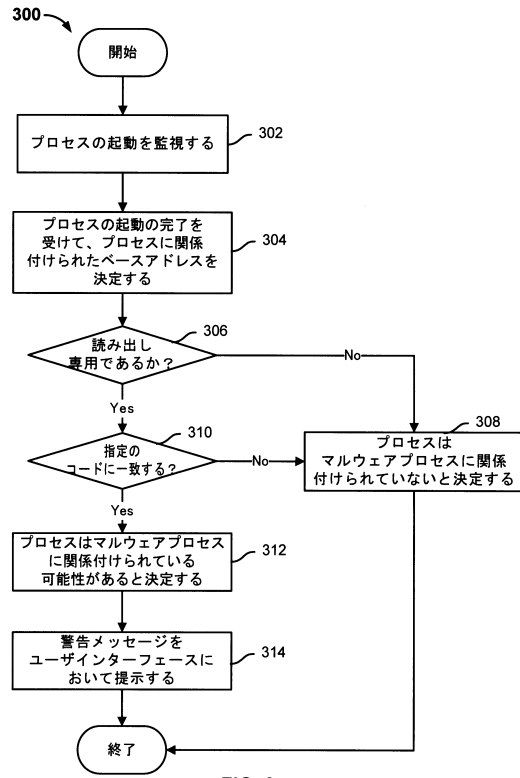 300
開始
プロセスの起動を監視する
302
プロセスの起動の完了を
受けて、プロセスに関係
付けられたベースアドレスを
決定する
304
読み出し
専用であるか？
306
No
Yes
指定の
コードに一致する？
310
No
Yes
プロセスは
マルウェアプロセスに関係
付けられていないと決定する
308
プロセスはマルウェアプロセス
に関係付けられている
可能性があると決定する
312
警告メッセージを
ユーザインターフェースに
おいて提示する
314
終了